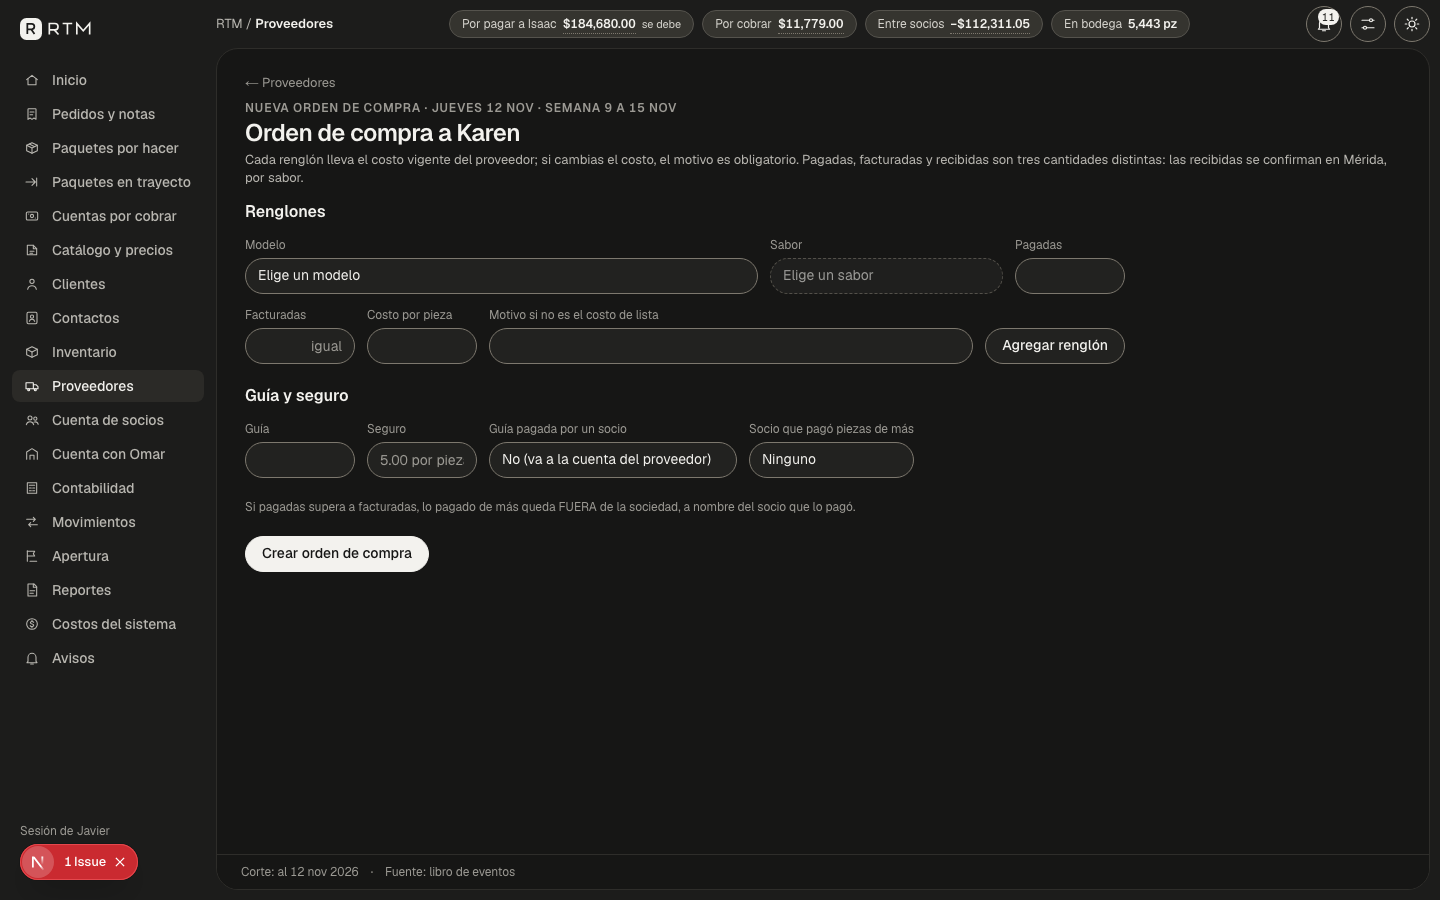 R RTM
RTM / Proveedores
Por pagar a Isaac $184,680.00 se debe
Por cobrar $11,779.00
Entre socios −$112,311.05
En bodega 5,443 pz
11
Inicio
Pedidos y notas
Paquetes por hacer
Paquetes en trayecto
Cuentas por cobrar
Catálogo y precios
Clientes
Contactos
Inventario
Proveedores
Cuenta de socios
Cuenta con Omar
Contabilidad
Movimientos
Apertura
Reportes
Costos del sistema
Avisos
Sesión de Javier
N 1 Issue
← Proveedores
NUEVA ORDEN DE COMPRA · JUEVES 12 NOV · SEMANA 9 A 15 NOV
Orden de compra a Karen
Cada renglón lleva el costo vigente del proveedor; si cambias el costo, el motivo es obligatorio. Pagadas, facturadas y recibidas son tres cantidades distintas: las recibidas se confirman en Mérida,
por sabor.
Renglones
Modelo Sabor Pagadas
Elige un modelo Elige un sabor
Facturadas Costo por pieza Motivo si no es el costo de lista
igual Agregar renglón
Guía y seguro
Guía Seguro Guía pagada por un socio Socio que pagó piezas de más
5.00 por piez No (va a la cuenta del proveedor) Ninguno
Si pagadas supera a facturadas, lo pagado de más queda FUERA de la sociedad, a nombre del socio que lo pagó.
Crear orden de compra
Corte: al 12 nov 2026 · Fuente: libro de eventos